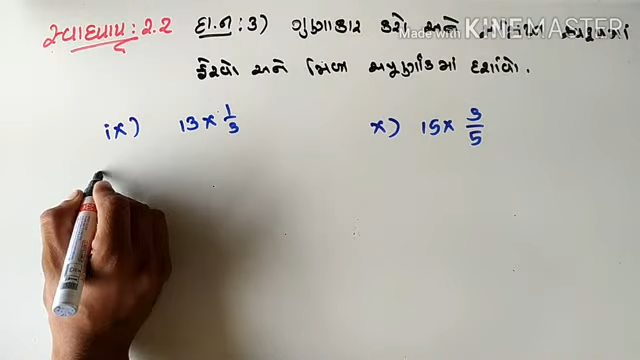 સ્વાધ્યાય : 2.2 દા.ન : 3) ગુણાકાર કરો અને
ફેરવો અને મિશ્ર અપૂર્ણાંકમાં દર્શાવો.
ix) 13 × 1/3 x) 15 × 3/5
Made with KINEMASTER